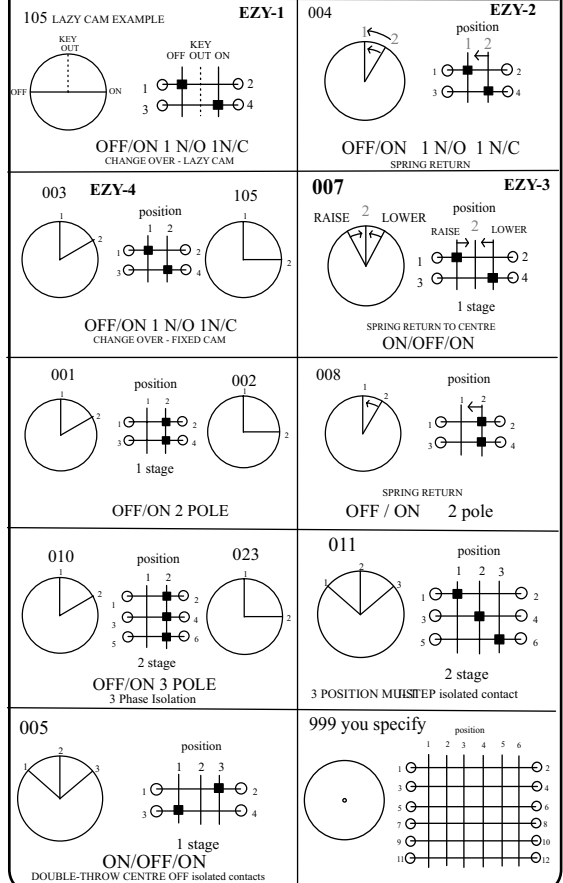 105 LAZY CAM EXAMPLE
EZY-1
KEY
OUT
OFF
ON
KEY
OFF OUT ON
1
2
3
4
OFF/ON 1 N/O 1N/C
CHANGE OVER - LAZY CAM
004
EZY-2
1
2
position
1 2
1
2
3
4
OFF/ON 1 N/O 1 N/C
SPRING RETURN
003
EZY-4
105
1
2
position
1 2
1
2
3
4
1
2
OFF/ON 1 N/O 1N/C
CHANGE OVER - FIXED CAM
007
EZY-3
RAISE 2 LOWER
position
RAISE 2 LOWER
1
2
3
4
1 stage
SPRING RETURN TO CENTRE
ON/OFF/ON
001
002
1
2
position
1 2
1
2
3
4
1 stage
1
2
OFF/ON 2 POLE
008
1
2
position
1 2
1
2
3
4
SPRING RETURN
OFF / ON 2 pole
010
023
1
2
position
1 2
1
2
3
4
5
6
2 stage
1
2
OFF/ON 3 POLE
3 Phase Isolation
011
1
2
3
position
1 2 3
1
2
3
4
5
6
2 stage
3 POSITION MULTI-STEP isolated contact
005
1
2
3
position
1 2 3
1
2
3
4
1 stage
ON/OFF/ON
DOUBLE-THROW CENTRE OFF isolated contacts
999 you specify
position
1 2 3 4 5 6
1
2
3
4
5
6
7
8
9
10
11
12